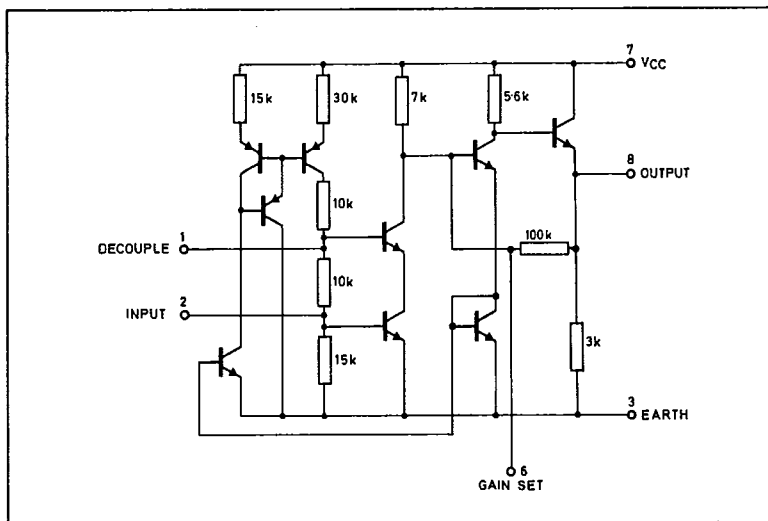 7
VCC
15k
30k
7k
5·6k
8
OUTPUT
10k
1
DECOUPLE
100k
10k
2
INPUT
15k
3k
3
EARTH
6
GAIN SET